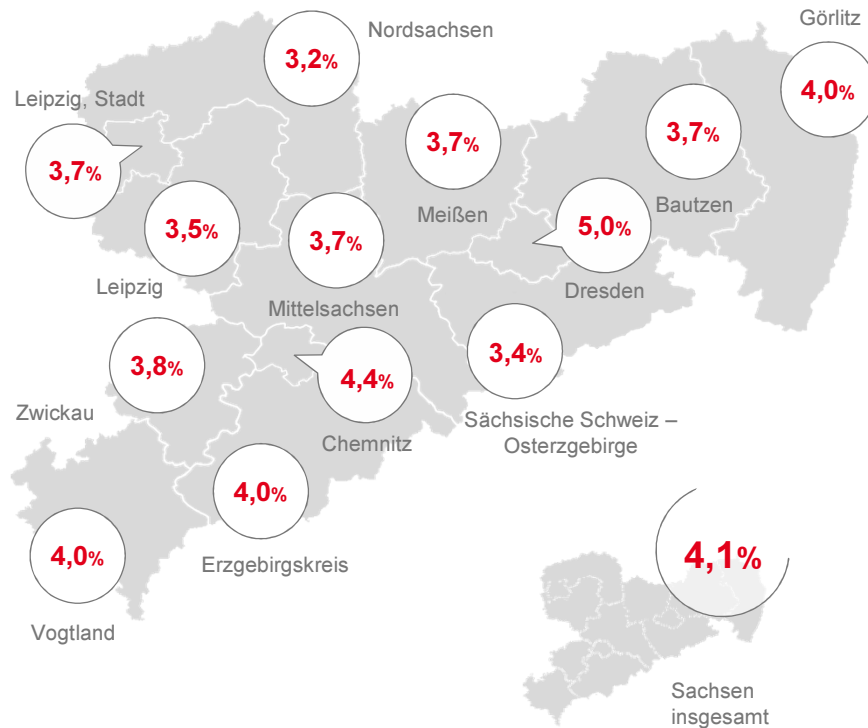 Nordsachsen
3,2%
Görlitz
4,0%
Leipzig, Stadt
3,7%
3,7%
Meißen
3,7%
Bautzen
3,5%
Leipzig
3,7%
Mittelsachsen
5,0%
Dresden
3,8%
Zwickau
4,4%
Chemnitz
3,4%
Sächsische Schweiz –
Osterzgebirge
4,0%
Erzgebirgskreis
4,0%
Vogtland
4,1%
Sachsen
insgesamt